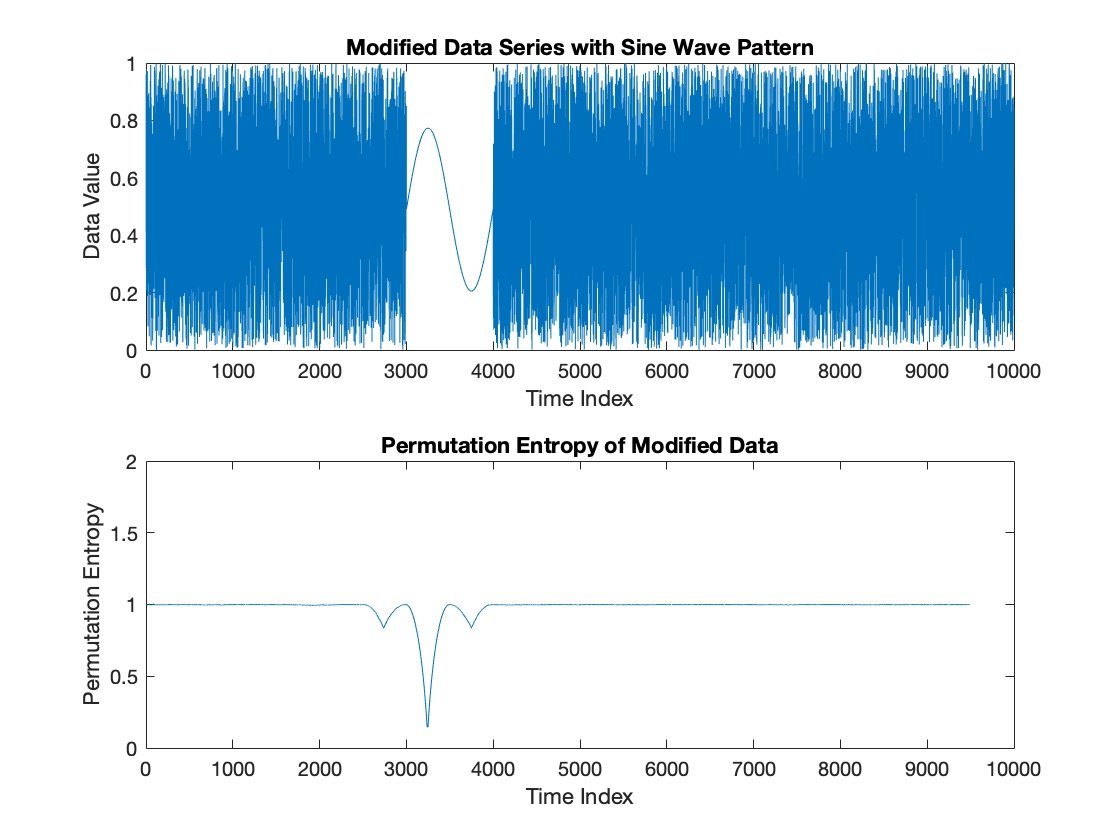 Modified Data Series with Sine Wave Pattern
1
0.8
0.6
0.4
0.2
0
Data Value
0 1000 2000 3000 4000 5000 6000 7000 8000 9000 10000
Time Index
Permutation Entropy of Modified Data
2
1.5
1
0.5
0
Permutation Entropy
0 1000 2000 3000 4000 5000 6000 7000 8000 9000 10000
Time Index